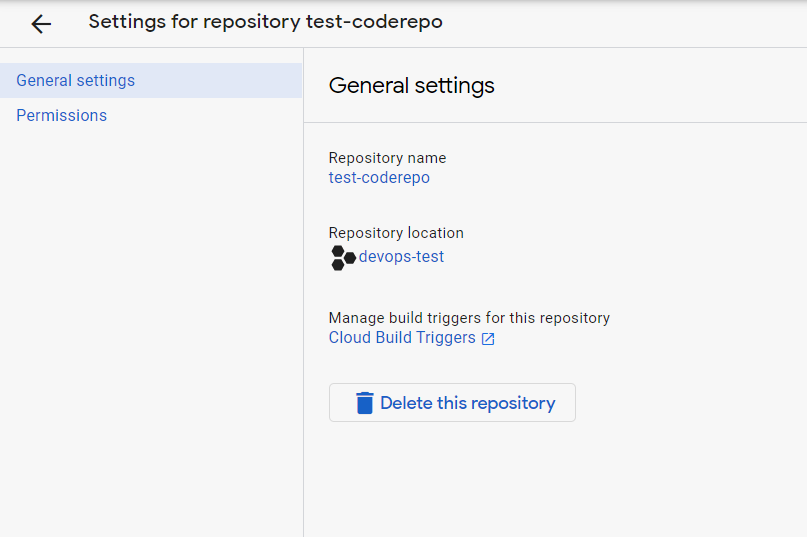 Settings for repository test-coderepo
General settings
Permissions
General settings
Repository name
test-coderepo
Repository location
devops-test
Manage build triggers for this repository
Cloud Build Triggers
Delete this repository